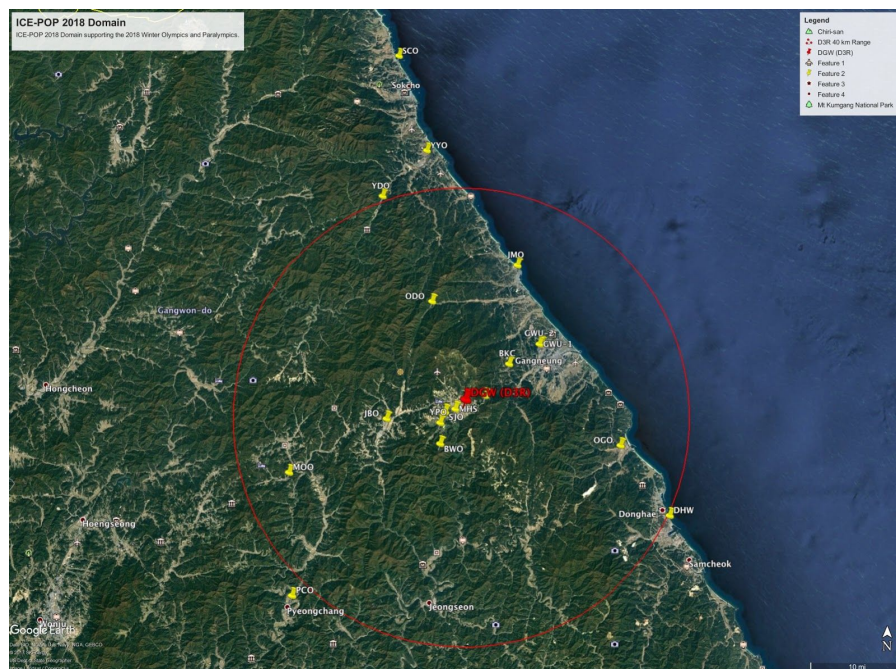 ICE-POP 2018 Domain
ICE-POP 2018 Domain supporting the 2018 Winter Olympics and Paralympics.
Legend
Chiri-san
D3R 40 km Range
DGW (D3R)
Feature 1
Feature 2
Feature 3
Feature 4
Mt Kumgang National Park
SCO
Sokcho
YYO
YDO
JMO
ODO
Gangwon-do
GWU-2
GWU-1
BKC
Gangneung
Hongcheon
DGW (D3R)
YPO
MHS
JBO
SJO
BWO
OGO
MOO
Donghae
DHW
Hoengseong
Samcheok
PCO
Pyeongchang
Jeongseon
Wonju
Google Earth
N
10 mi